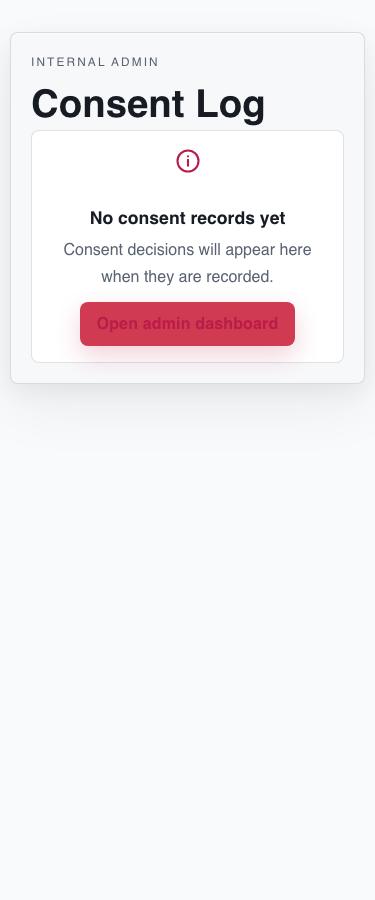 INTERNAL ADMIN
Consent Log
No consent records yet
Consent decisions will appear here
when they are recorded.
Open admin dashboard